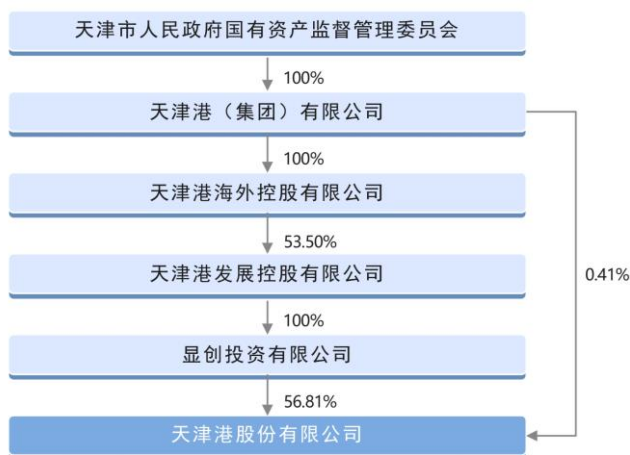 天津市人民政府国有资产监督管理委员会
100%
天津港（集团）有限公司
100%
天津港海外控股有限公司
53.50%
天津港发展控股有限公司
0.41%
100%
显创投资有限公司
56.81%
天津港股份有限公司